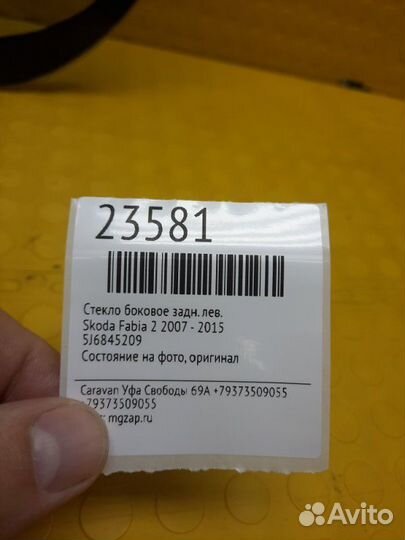 23581
Стекло боковое задн. лев.
Skoda Fabia 2 2007 - 2015
5J6845209
Состояние на фото, оригинал
Caravan Уфа Свободы 69А +79373509055
+79373509055
mgzap.ru
Avito